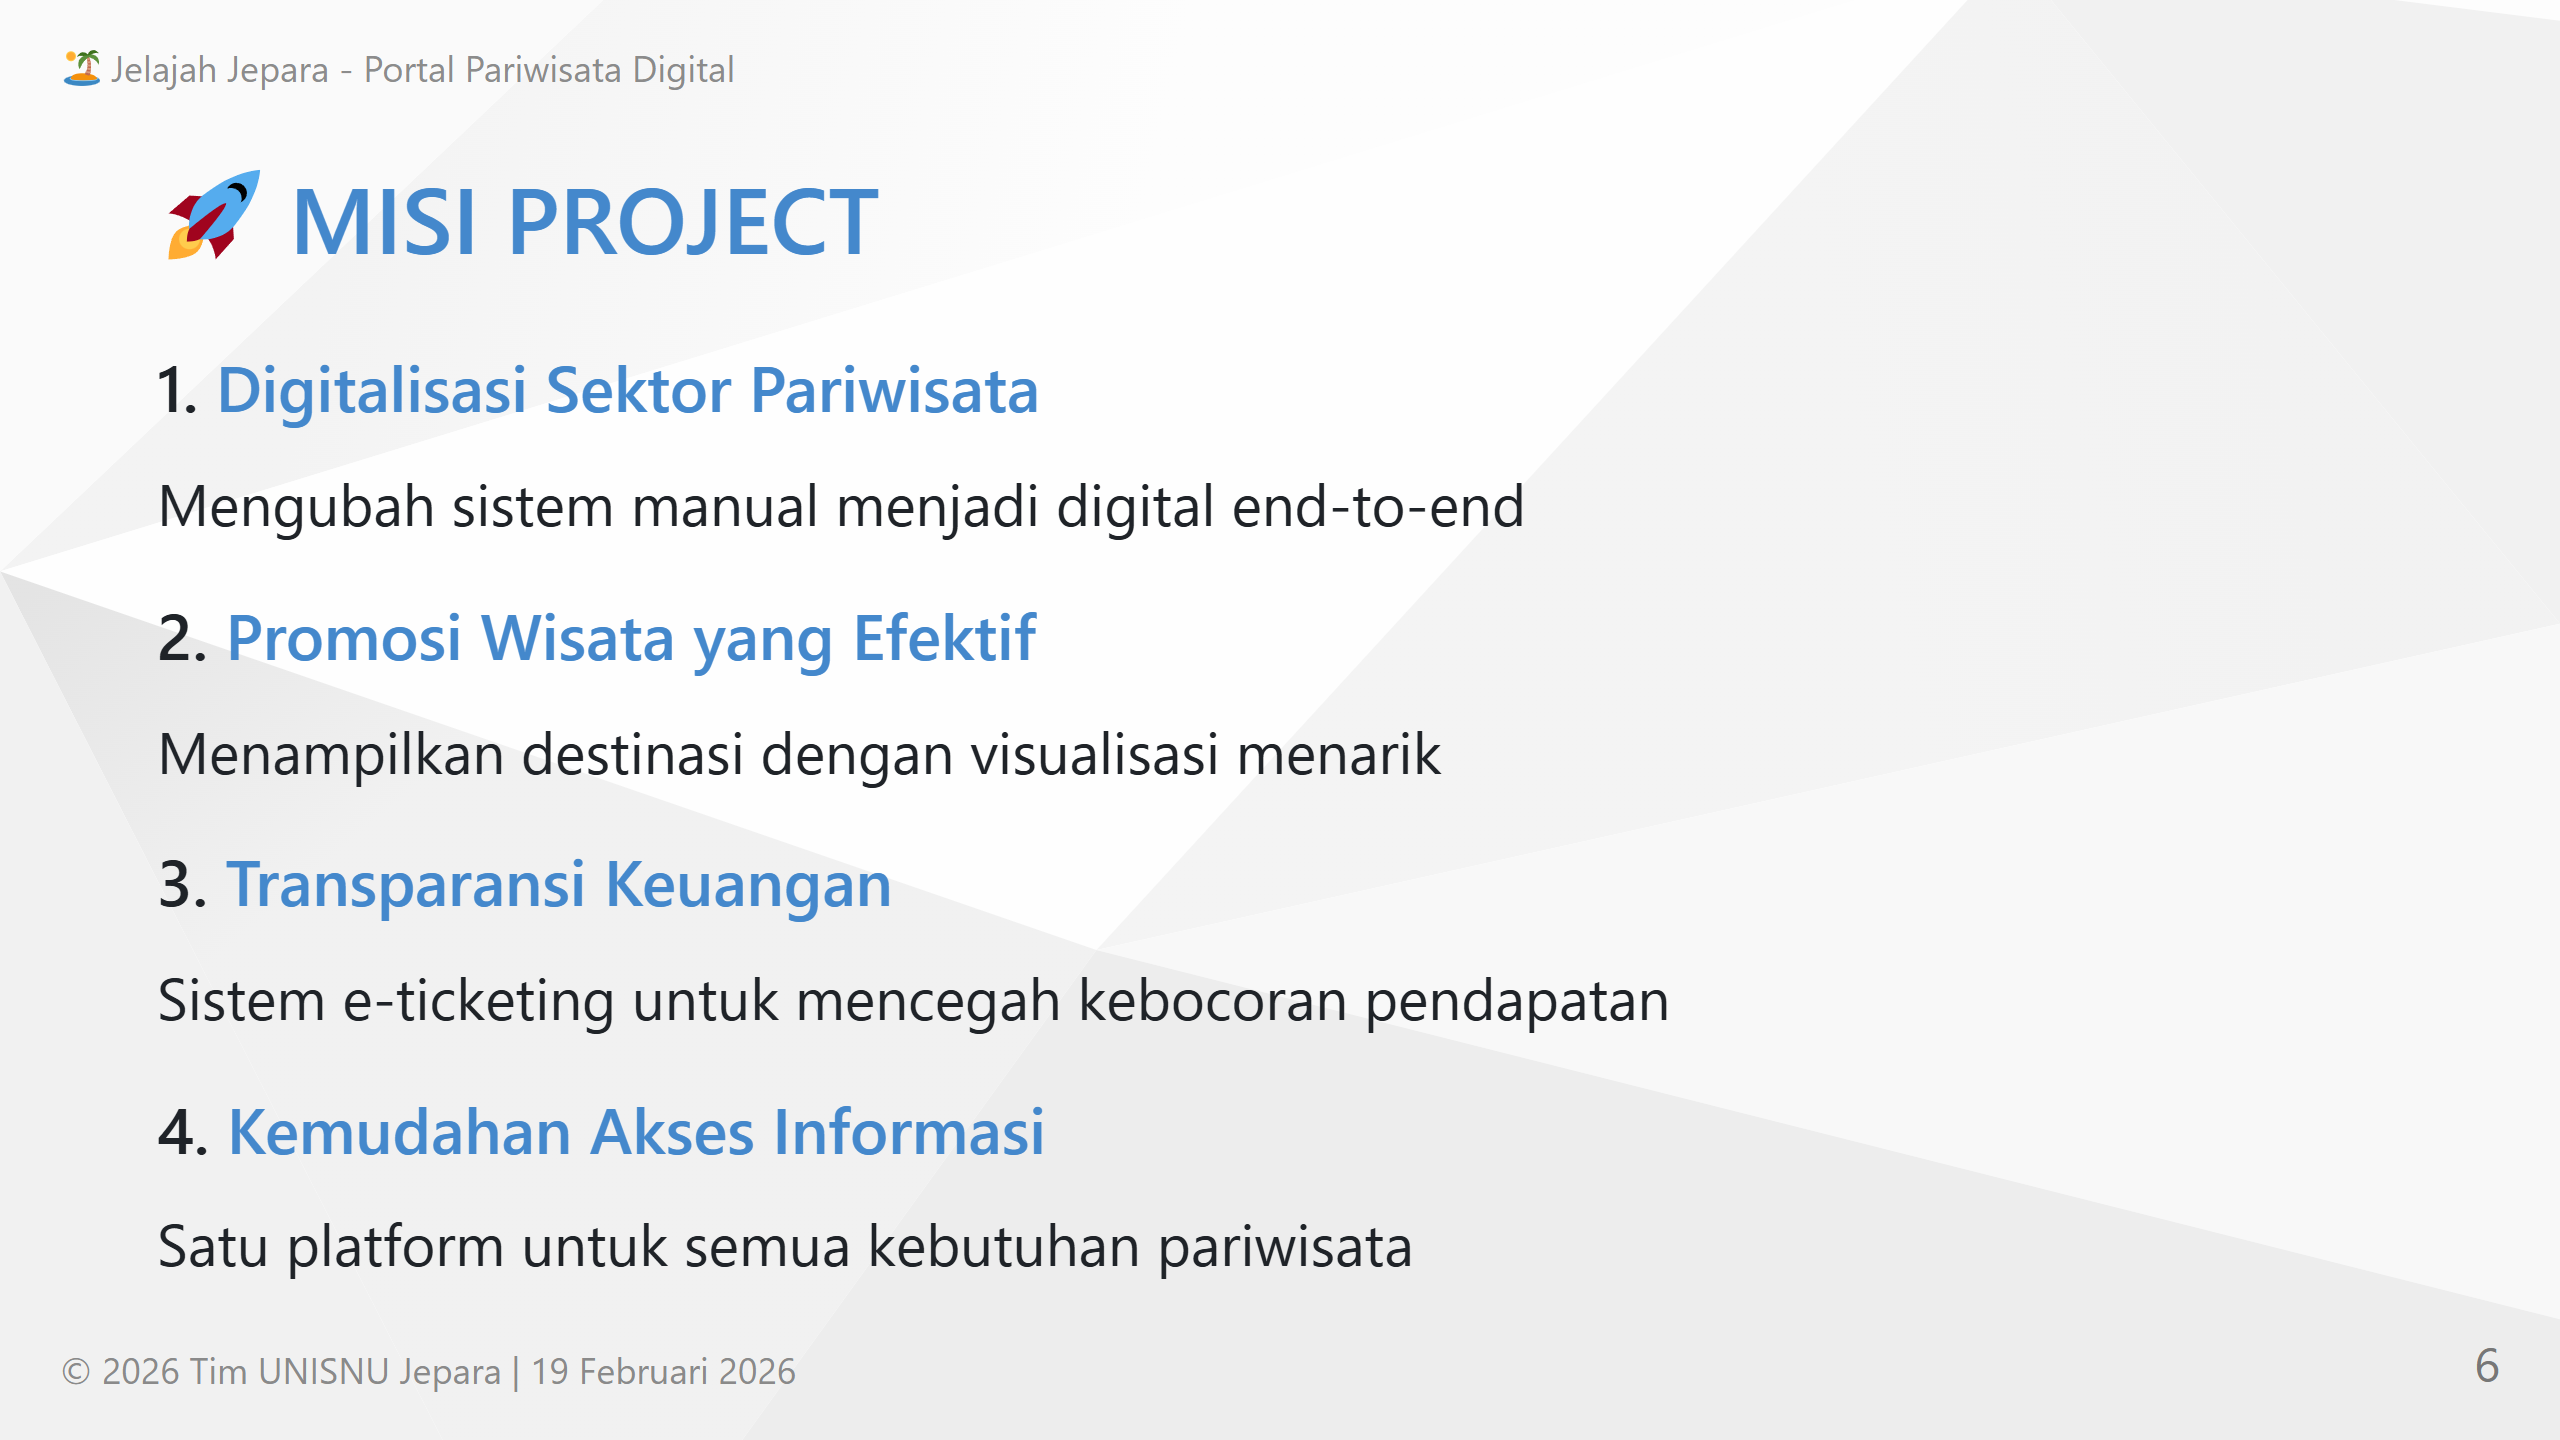 Jelajah Jepara - Portal Pariwisata Digital
MISI PROJECT
1. Digitalisasi Sektor Pariwisata
Mengubah sistem manual menjadi digital end-to-end
2. Promosi Wisata yang Efektif
Menampilkan destinasi dengan visualisasi menarik
3. Transparansi Keuangan
Sistem e-ticketing untuk mencegah kebocoran pendapatan
4. Kemudahan Akses Informasi
Satu platform untuk semua kebutuhan pariwisata
© 2026 Tim UNISNU Jepara | 19 Februari 2026
6